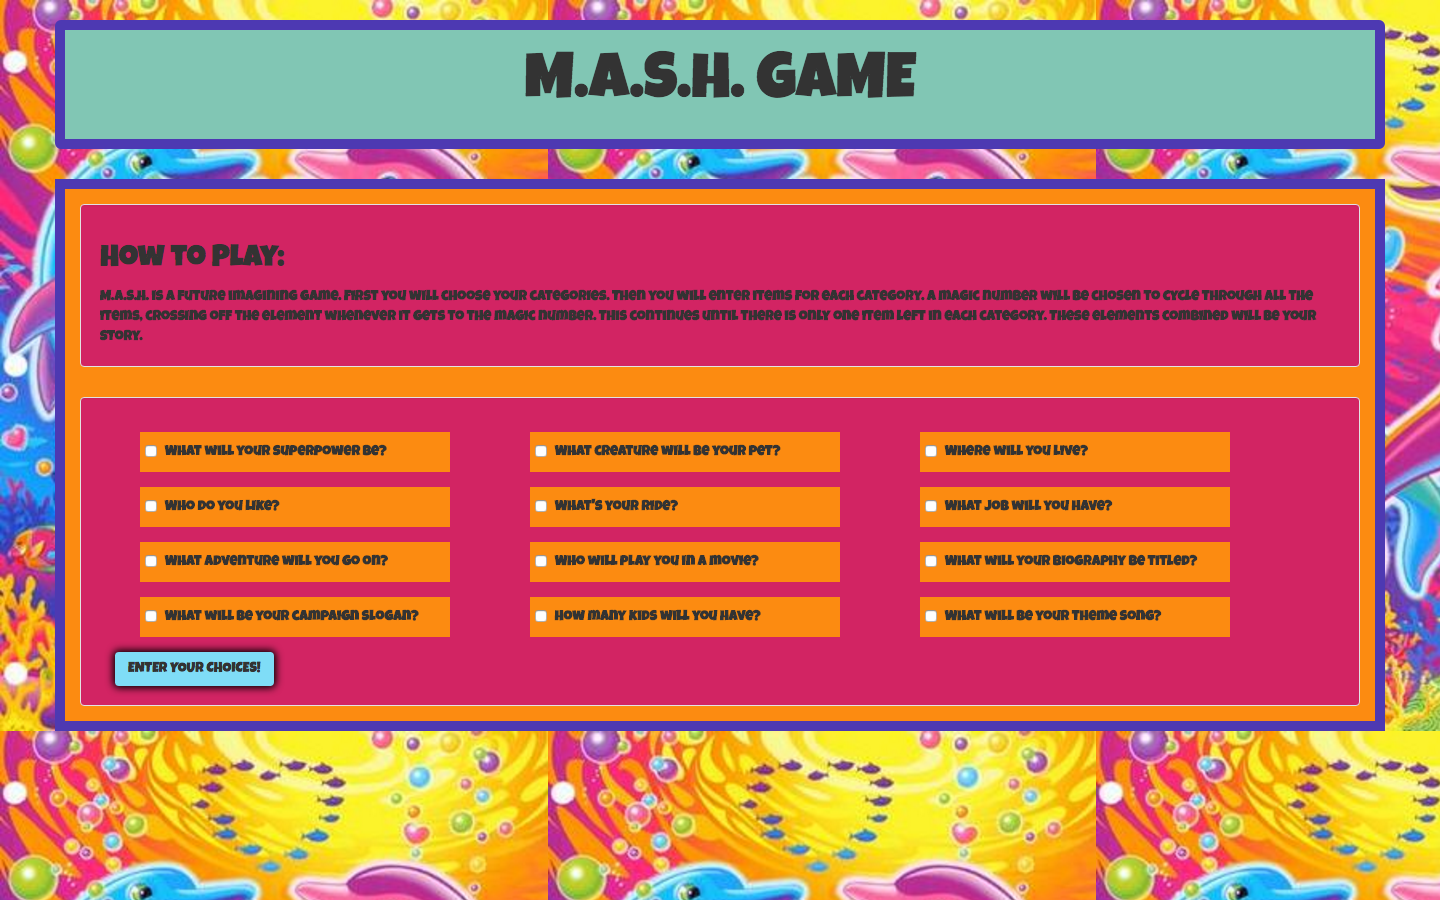 M.A.S.H. GAME
HOW TO PLAY:
M.A.S.H. is a future imagining game. First you will choose your categories. Then you will enter items for each category. A magic number will be chosen to cycle through all the
items, crossing off the element whenever it gets to the magic number. This continues until there is only one item left in each category. These elements combined will be your
story.
What will your superpower be?
What creature will be your pet?
Where will you live?
Who do you like?
What's your ride?
What job will you have?
What adventure will you go on?
Who will play you in a movie?
What will your biography be titled?
What will be your campaign slogan?
How many kids will you have?
What will be your theme song?
ENTER YOUR CHOICES!